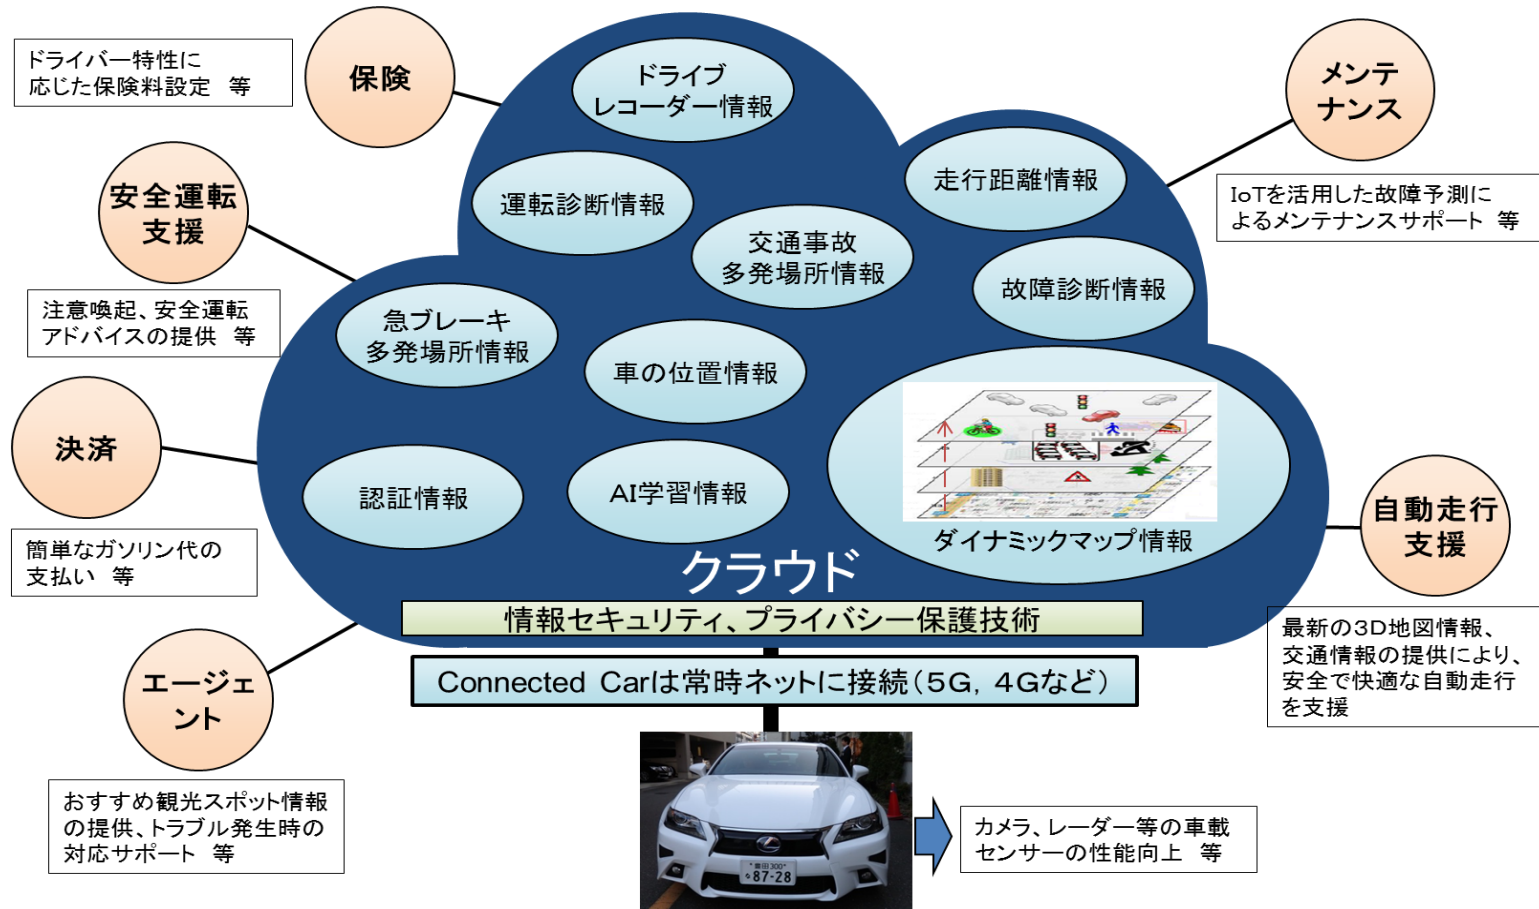 ドライバー特性に
応じた保険料設定　等
保険
ドライブ
レコーダー情報
メンテ
ナンス
IoTを活用した故障予測に
よるメンテナンスサポート　等
安全運転
支援
注意喚起、安全運転
アドバイスの提供　等
運転診断情報
走行距離情報
交通事故
多発場所情報
故障診断情報
急ブレーキ
多発場所情報
車の位置情報
決済
簡単なガソリン代の
支払い　等
認証情報
AI学習情報
ダイナミックマップ情報
自動走行
支援
最新の3D地図情報、
交通情報の提供により、
安全で快適な自動走行
を支援
クラウド
情報セキュリティ、プライバシー保護技術
Connected Carは常時ネットに接続（５G，４Gなど）
エージェ
ント
おすすめ観光スポット情報
の提供、トラブル発生時の
対応サポート　等
豊田 300
87-28
カメラ、レーダー等の車載
センサーの性能向上　等